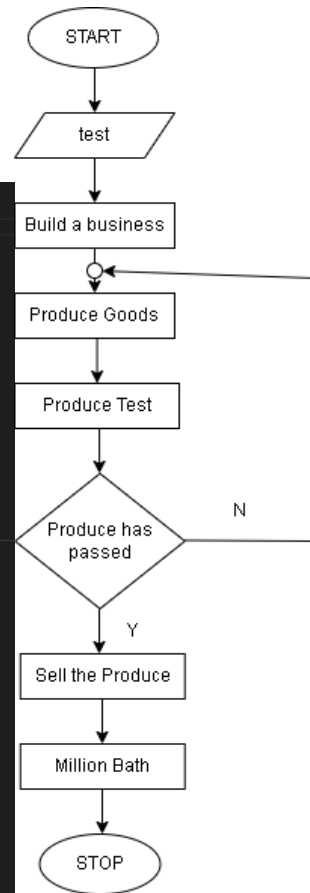 START
test
Build a business
Produce Goods
Produce Test
Produce has
passed
N
Y
Sell the Produce
Million Bath
STOP